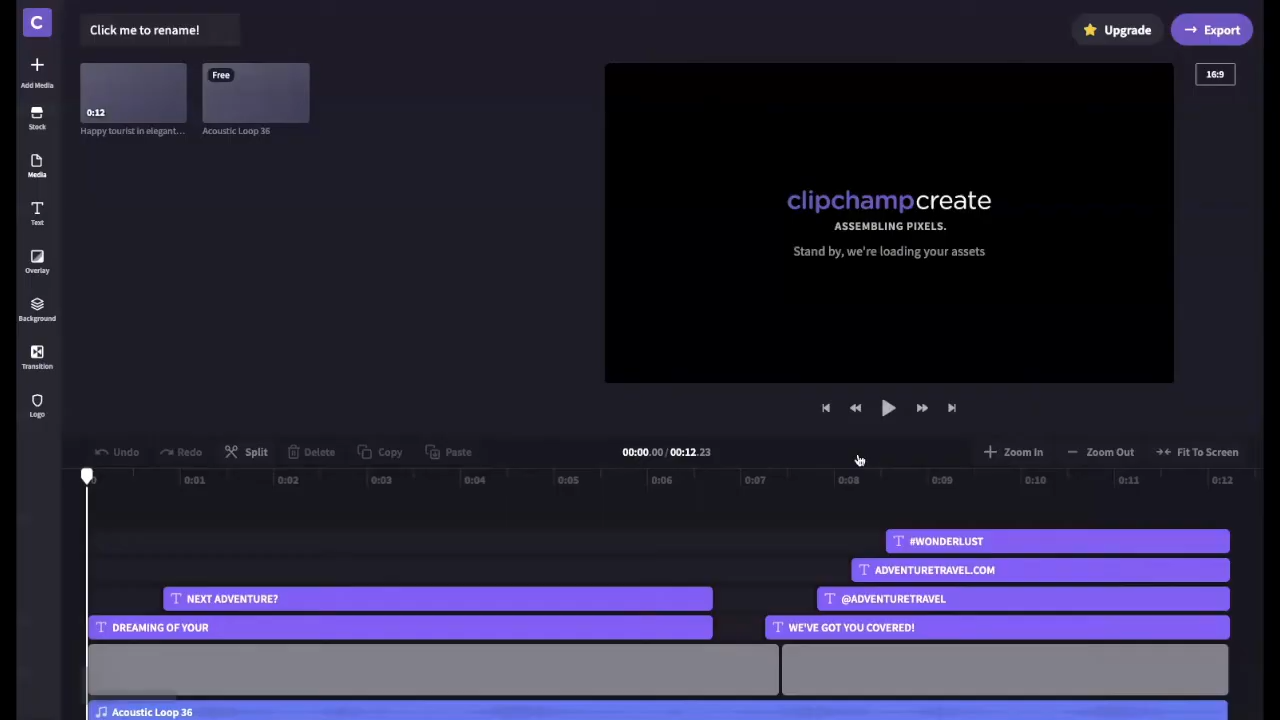 C
Click me to rename!
Upgrade
Export
Add Media
Stock
Media
Text
Overlay
Background
Transition
Logo
0:12
Happy tourist in elegant...
Free
Acoustic Loop 36
16:9
clipchampcreate
ASSEMBLING PIXELS.
Stand by, we're loading your assets
Undo
Redo
Split
Delete
Copy
Paste
00:00.00 / 00:12.23
Zoom In
Zoom Out
Fit To Screen
0 0:01 0:02 0:03 0:04 0:05 0:06 0:07 0:08 0:09 0:10 0:11 0:12
#WONDERLUST
ADVENTURETRAVEL.COM
NEXT ADVENTURE?
@ADVENTURETRAVEL
DREAMING OF YOUR
WE'VE GOT YOU COVERED!
Acoustic Loop 36